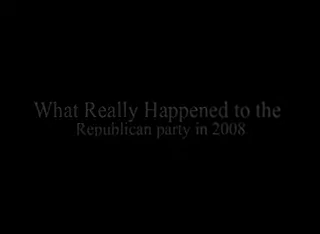 What Really Happened to the
Republican party in 2008